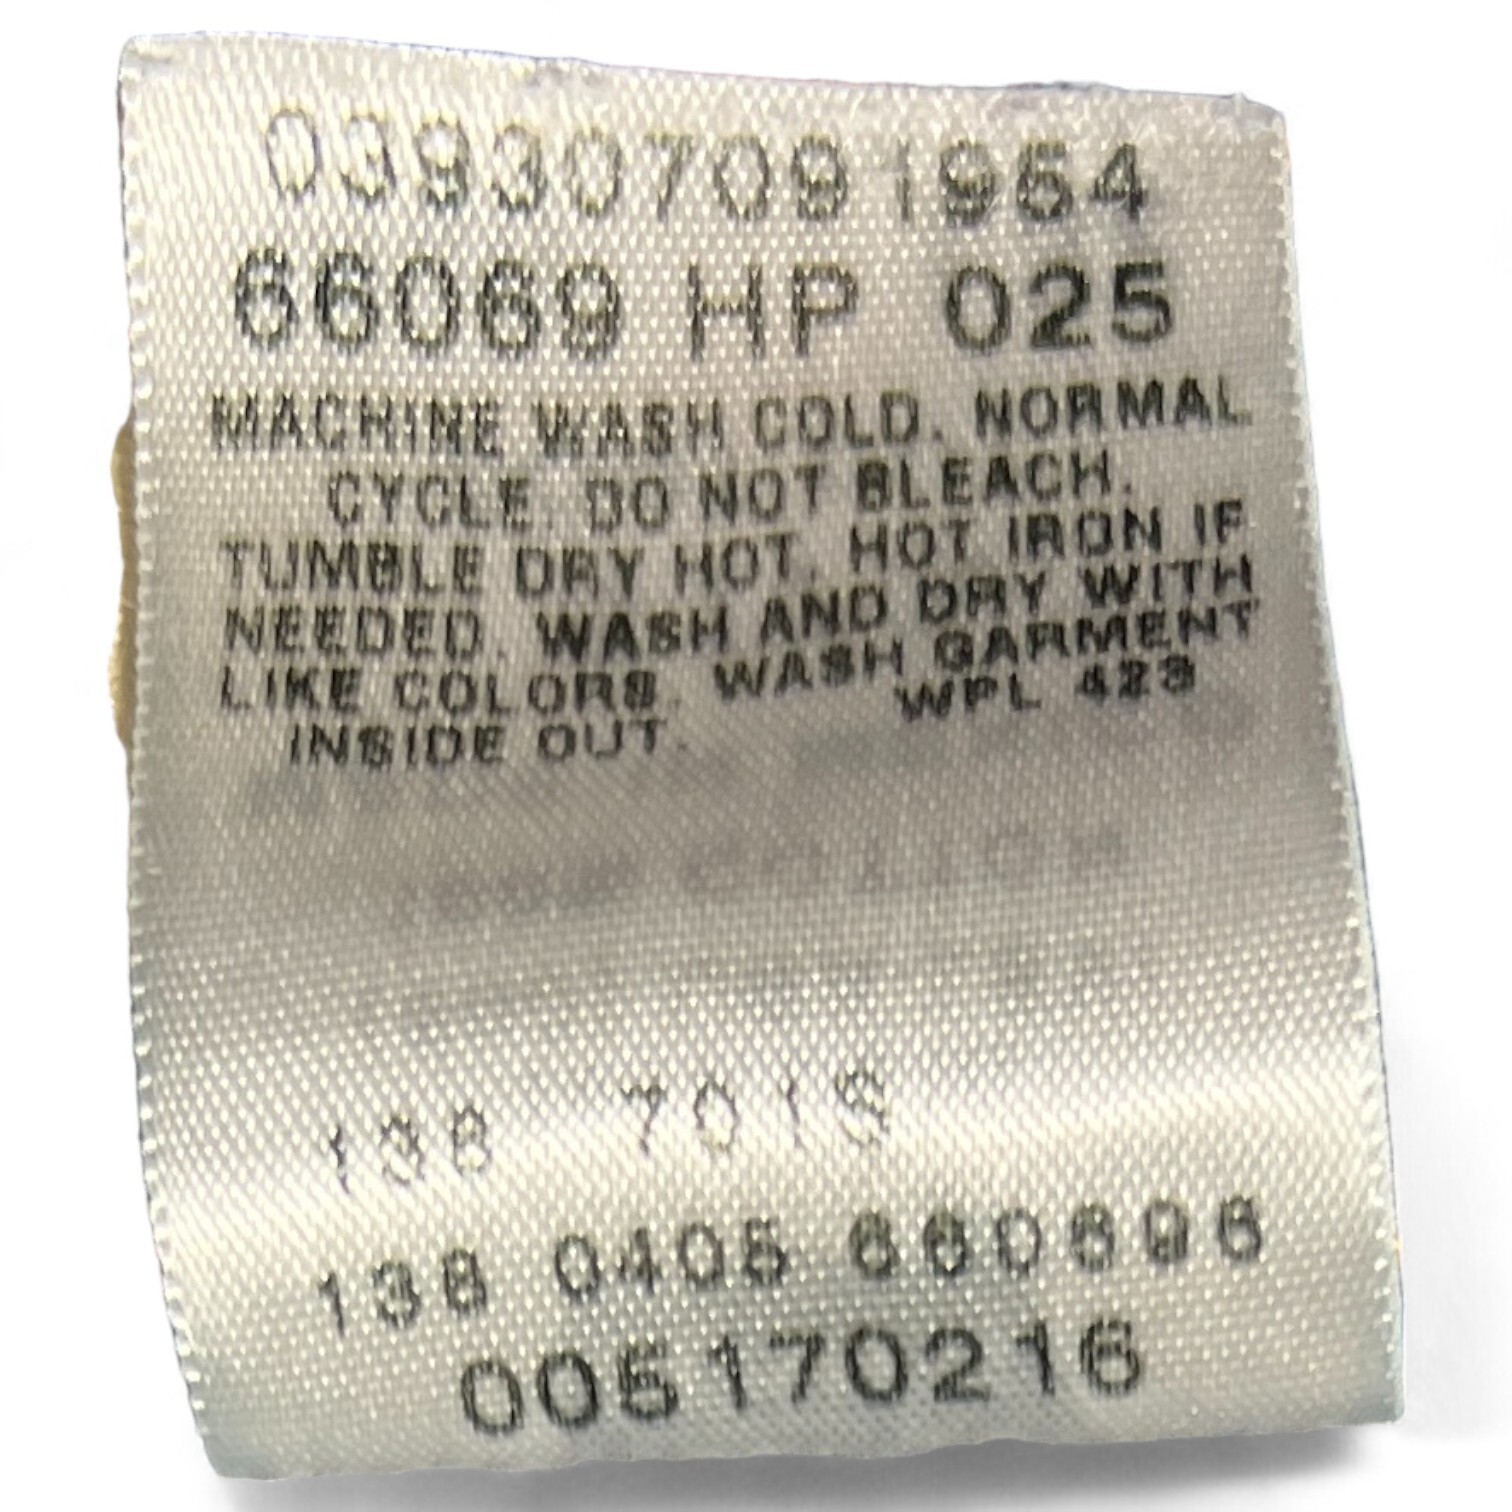 039307091964
66069 HP 025
MACHINE WASH COLD. NORMAL
CYCLE. DO NOT BLEACH.
TUMBLE DRY HOT. HOT IRON IF
NEEDED. WASH AND DRY WITH
LIKE COLORS. WASH GARMENT
INSIDE OUT. WPL 423
138 701S
138 0405 660696
005170216